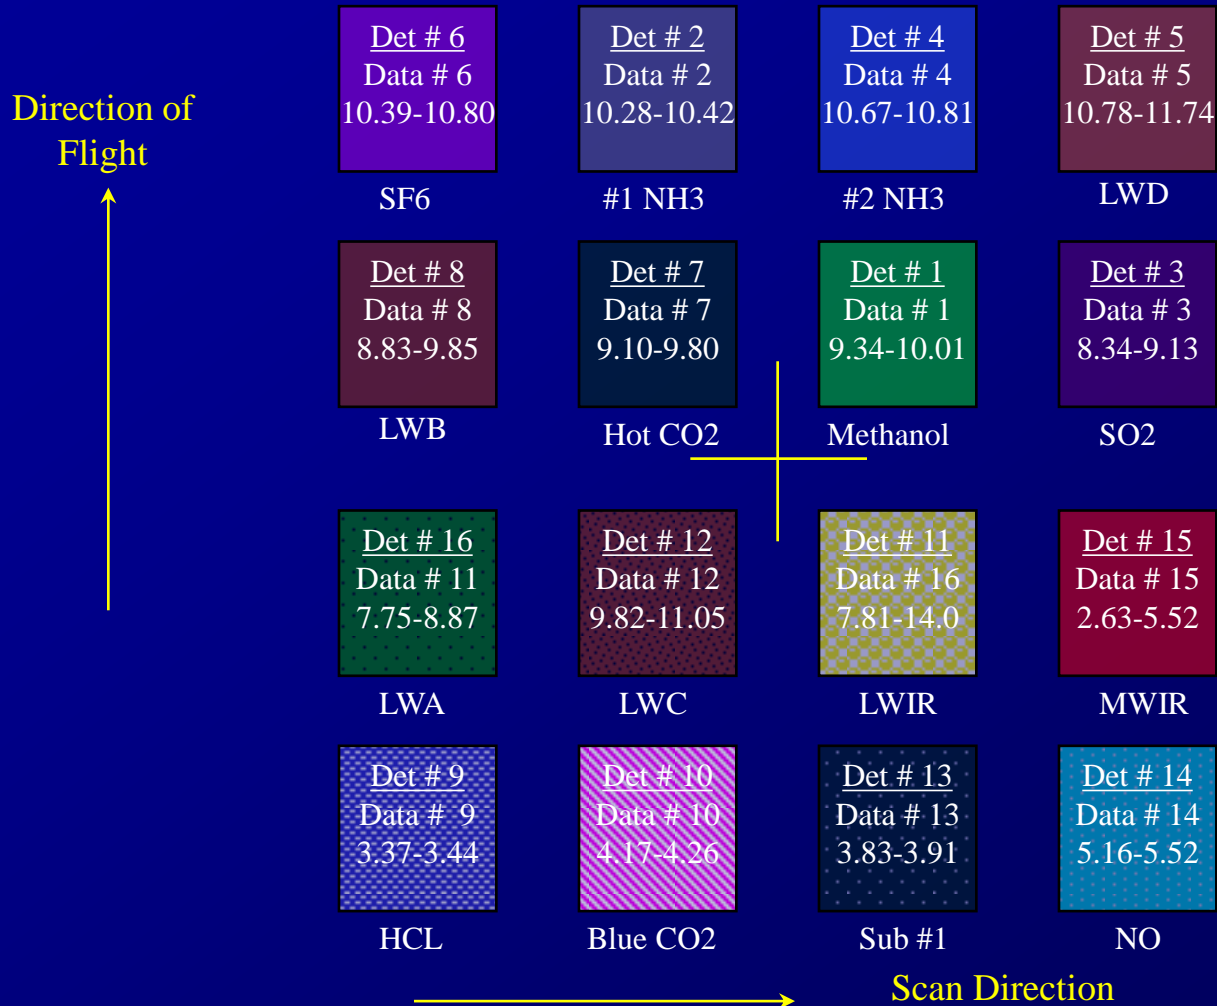 Direction of
Flight
Det # 6
Data # 6
10.39-10.80
SF6
Det # 2
Data # 2
10.28-10.42
#1 NH3
Det # 4
Data # 4
10.67-10.81
#2 NH3
Det # 5
Data # 5
10.78-11.74
LWD
Det # 8
Data # 8
8.83-9.85
LWB
Det # 7
Data # 7
9.10-9.80
Hot CO2
Det # 1
Data # 1
9.34-10.01
Methanol
Det # 3
Data # 3
8.34-9.13
SO2
Det # 16
Data # 11
7.75-8.87
LWA
Det # 12
Data # 12
9.82-11.05
LWC
Det # 11
Data # 16
7.81-14.0
LWIR
Det # 15
Data # 15
2.63-5.52
MWIR
Det # 9
Data # 9
3.37-3.44
HCL
Det # 10
Data # 10
4.17-4.26
Blue CO2
Det # 13
Data # 13
3.83-3.91
Sub #1
Det # 14
Data # 14
5.16-5.52
NO
Scan Direction